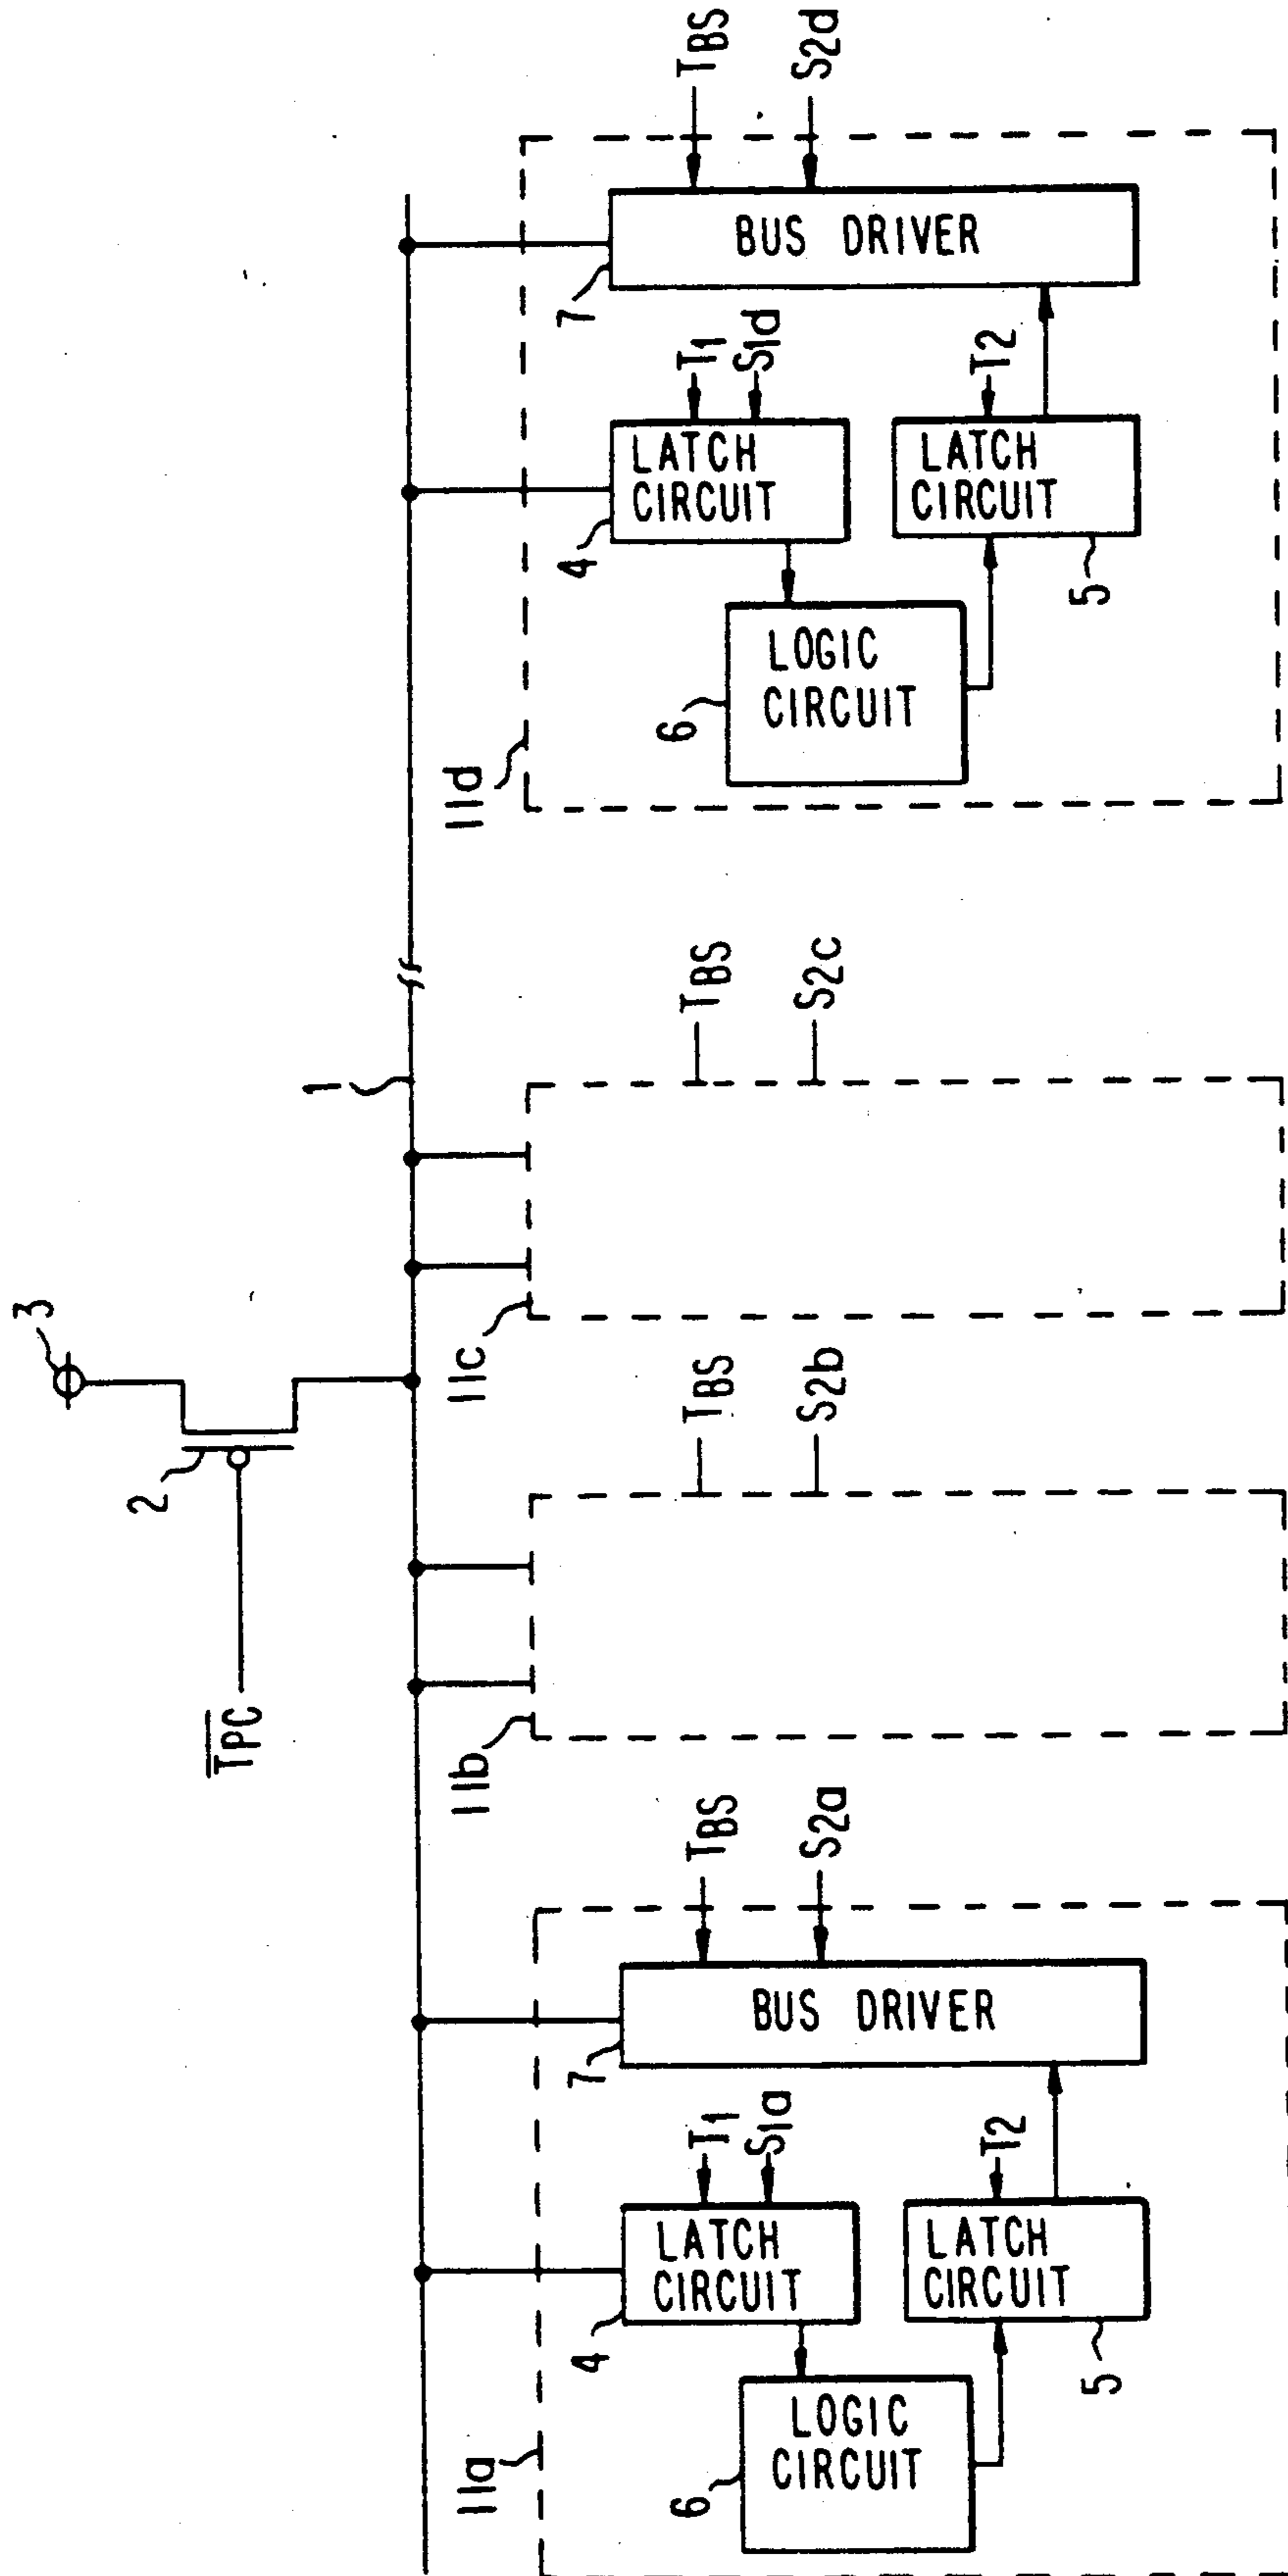 3
2
T̅P̅C̅
1
11a
4
LATCH
CIRCUIT
T1
S1a
7
BUS DRIVER
TBS
S2a
6
LOGIC
CIRCUIT
LATCH
CIRCUIT
T2
5
11b
TBS
S2b
11c
TBS
S2c
11d
4
LATCH
CIRCUIT
T1
S1d
7
BUS DRIVER
TBS
S2d
6
LOGIC
CIRCUIT
LATCH
CIRCUIT
T2
5